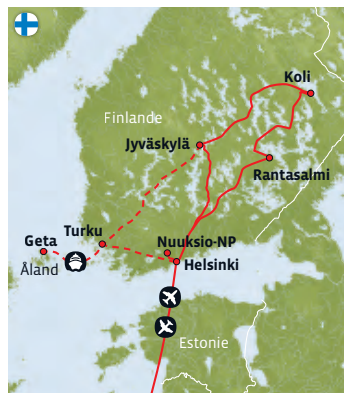 Koli
Finlande
Jyväskylä
Rantasalmi
Turku
Geta
Nuuksio-NP
Åland
Helsinki
Estonie